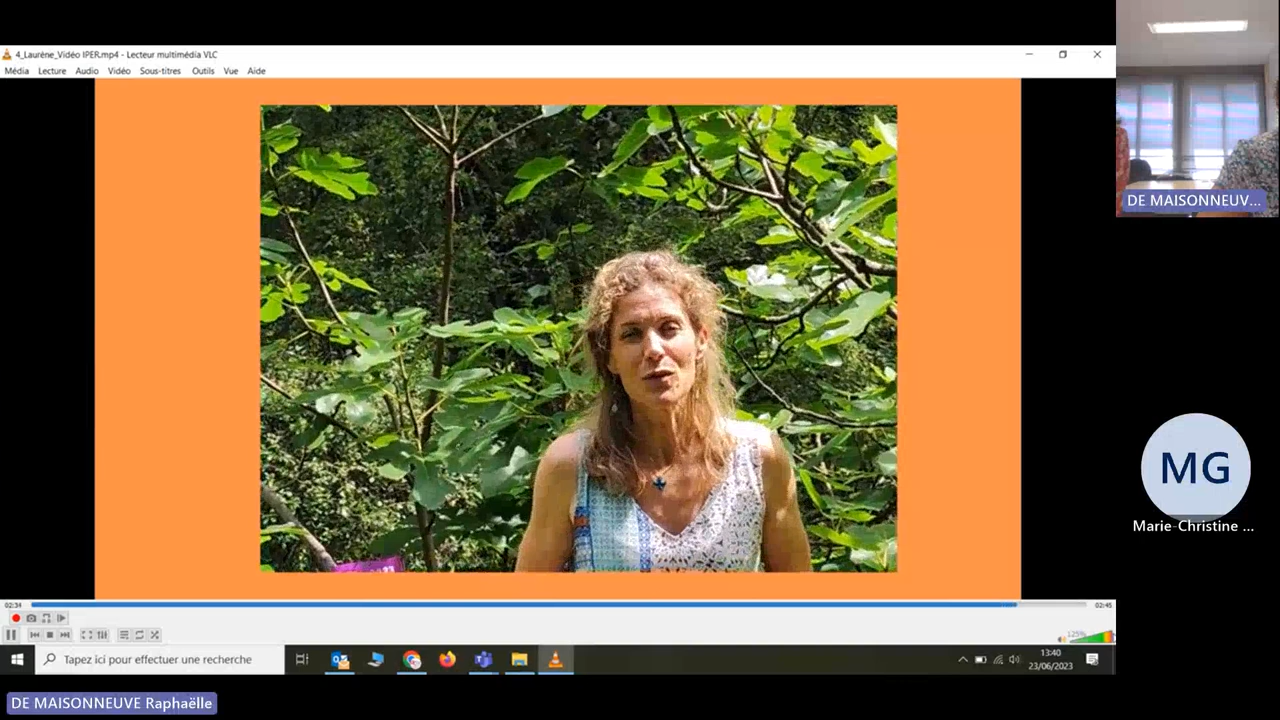 4_Laurène_Vidéo IPER.mp4 - Lecteur multimédia VLC
Média Lecture Audio Vidéo Sous-titres Outils Vue Aide
DE MAISONNEUV...
MG
Marie-Christine ...
02:34
02:45
125%
Tapez ici pour effectuer une recherche
13:40
23/06/2023
DE MAISONNEUVE Raphaëlle